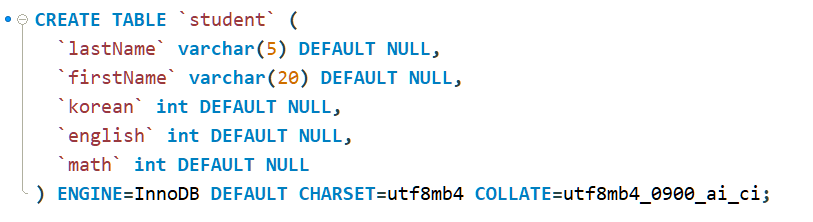 CREATE TABLE `student` (
`lastName` varchar(5) DEFAULT NULL,
`firstName` varchar(20) DEFAULT NULL,
`korean` int DEFAULT NULL,
`english` int DEFAULT NULL,
`math` int DEFAULT NULL
) ENGINE=InnoDB DEFAULT CHARSET=utf8mb4 COLLATE=utf8mb4_0900_ai_ci;